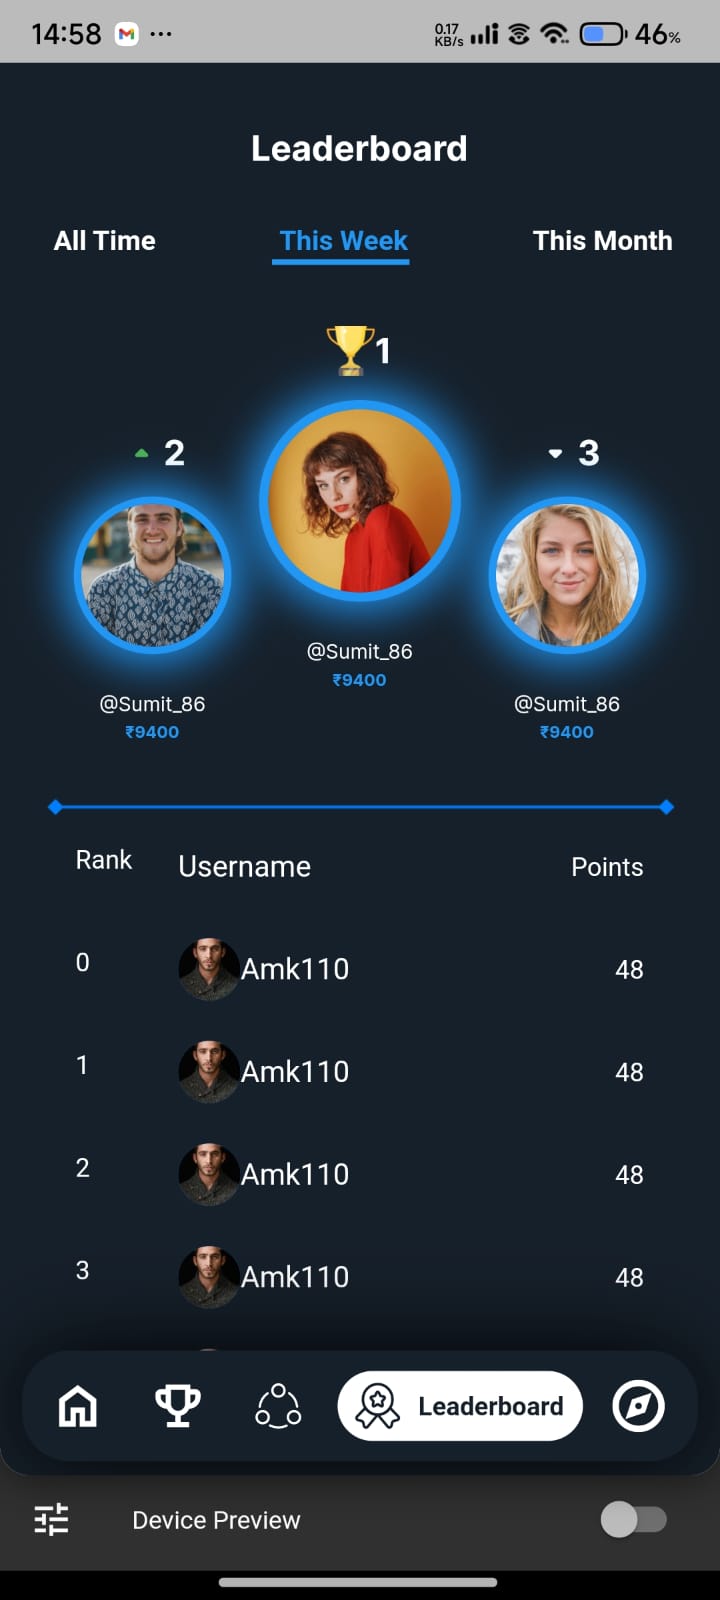 14:58 0.17 KB/s 46%
Leaderboard
All Time This Week This Month
1
2 3
@Sumit_86
₹9400
@Sumit_86 @Sumit_86
₹9400 ₹9400
Rank Username Points
0 Amk110 48
1 Amk110 48
2 Amk110 48
3 Amk110 48
Leaderboard
Device Preview